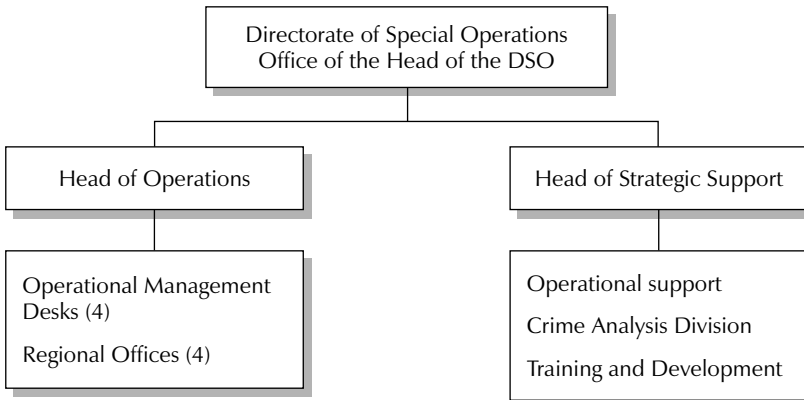 Directorate of Special Operations
Office of the Head of the DSO
Head of Operations
Head of Strategic Support
Operational Management
Desks (4)
Regional Offices (4)
Operational support
Crime Analysis Division
Training and Development